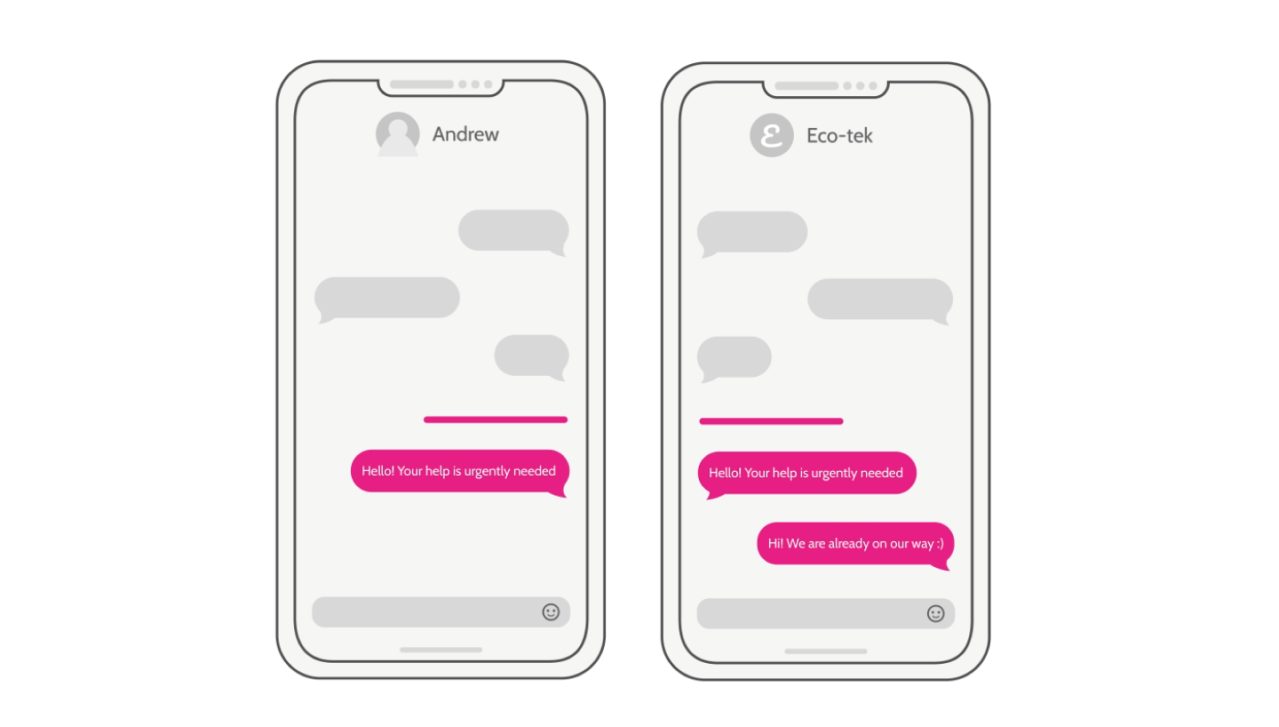 Andrew
Hello! Your help is urgently needed
Eco-tek
Hello! Your help is urgently needed
Hi! We are already on our way :)